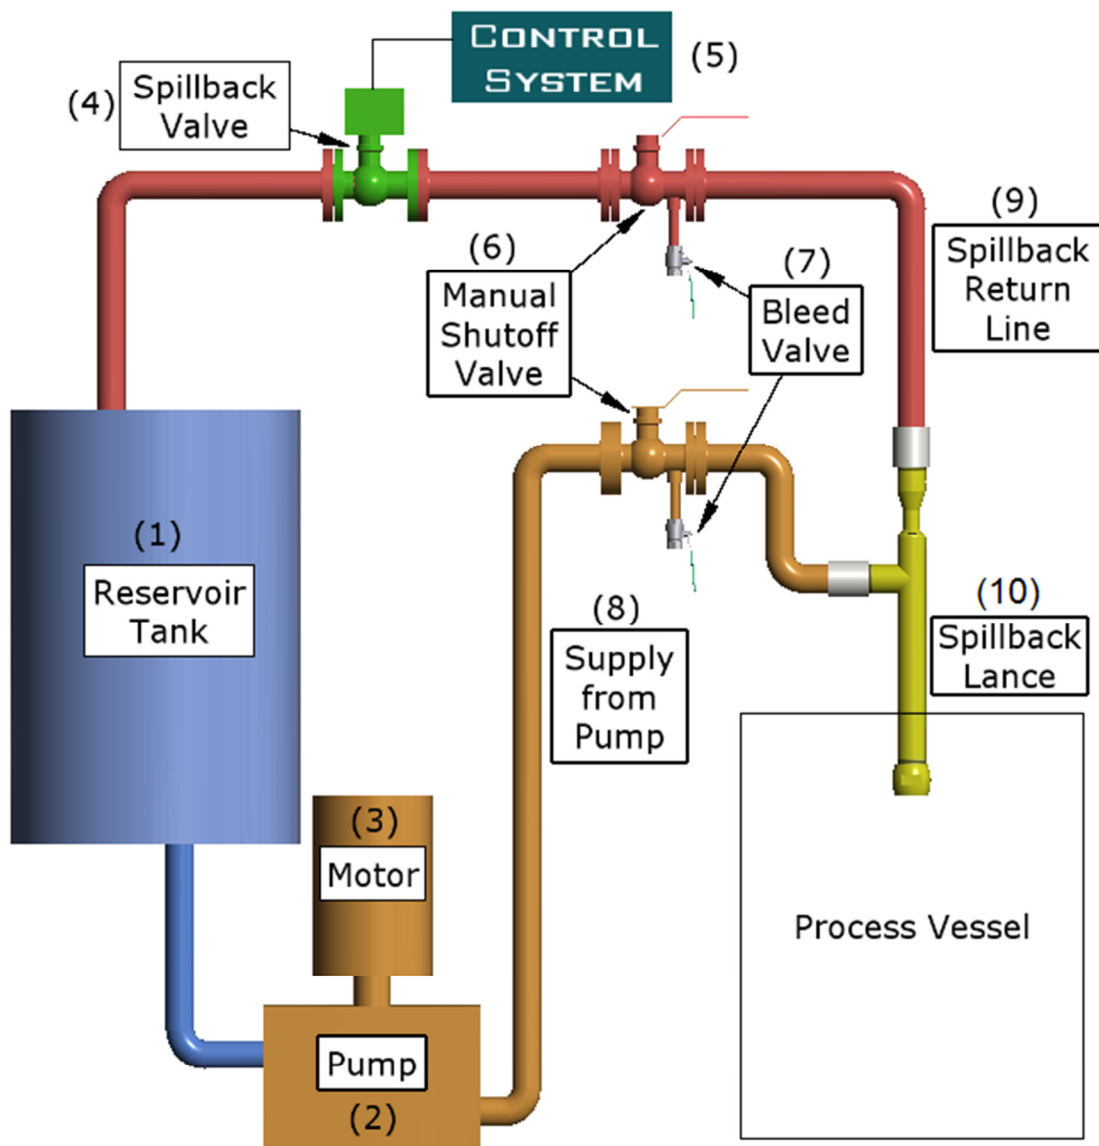 CONTROL
SYSTEM
(5)
(4)
Spillback
Valve
(6)
Manual
Shutoff
Valve
(7)
Bleed
Valve
(9)
Spillback
Return
Line
(1)
Reservoir
Tank
(8)
Supply
from
Pump
(10)
Spillback
Lance
(3)
Motor
Process Vessel
Pump
(2)